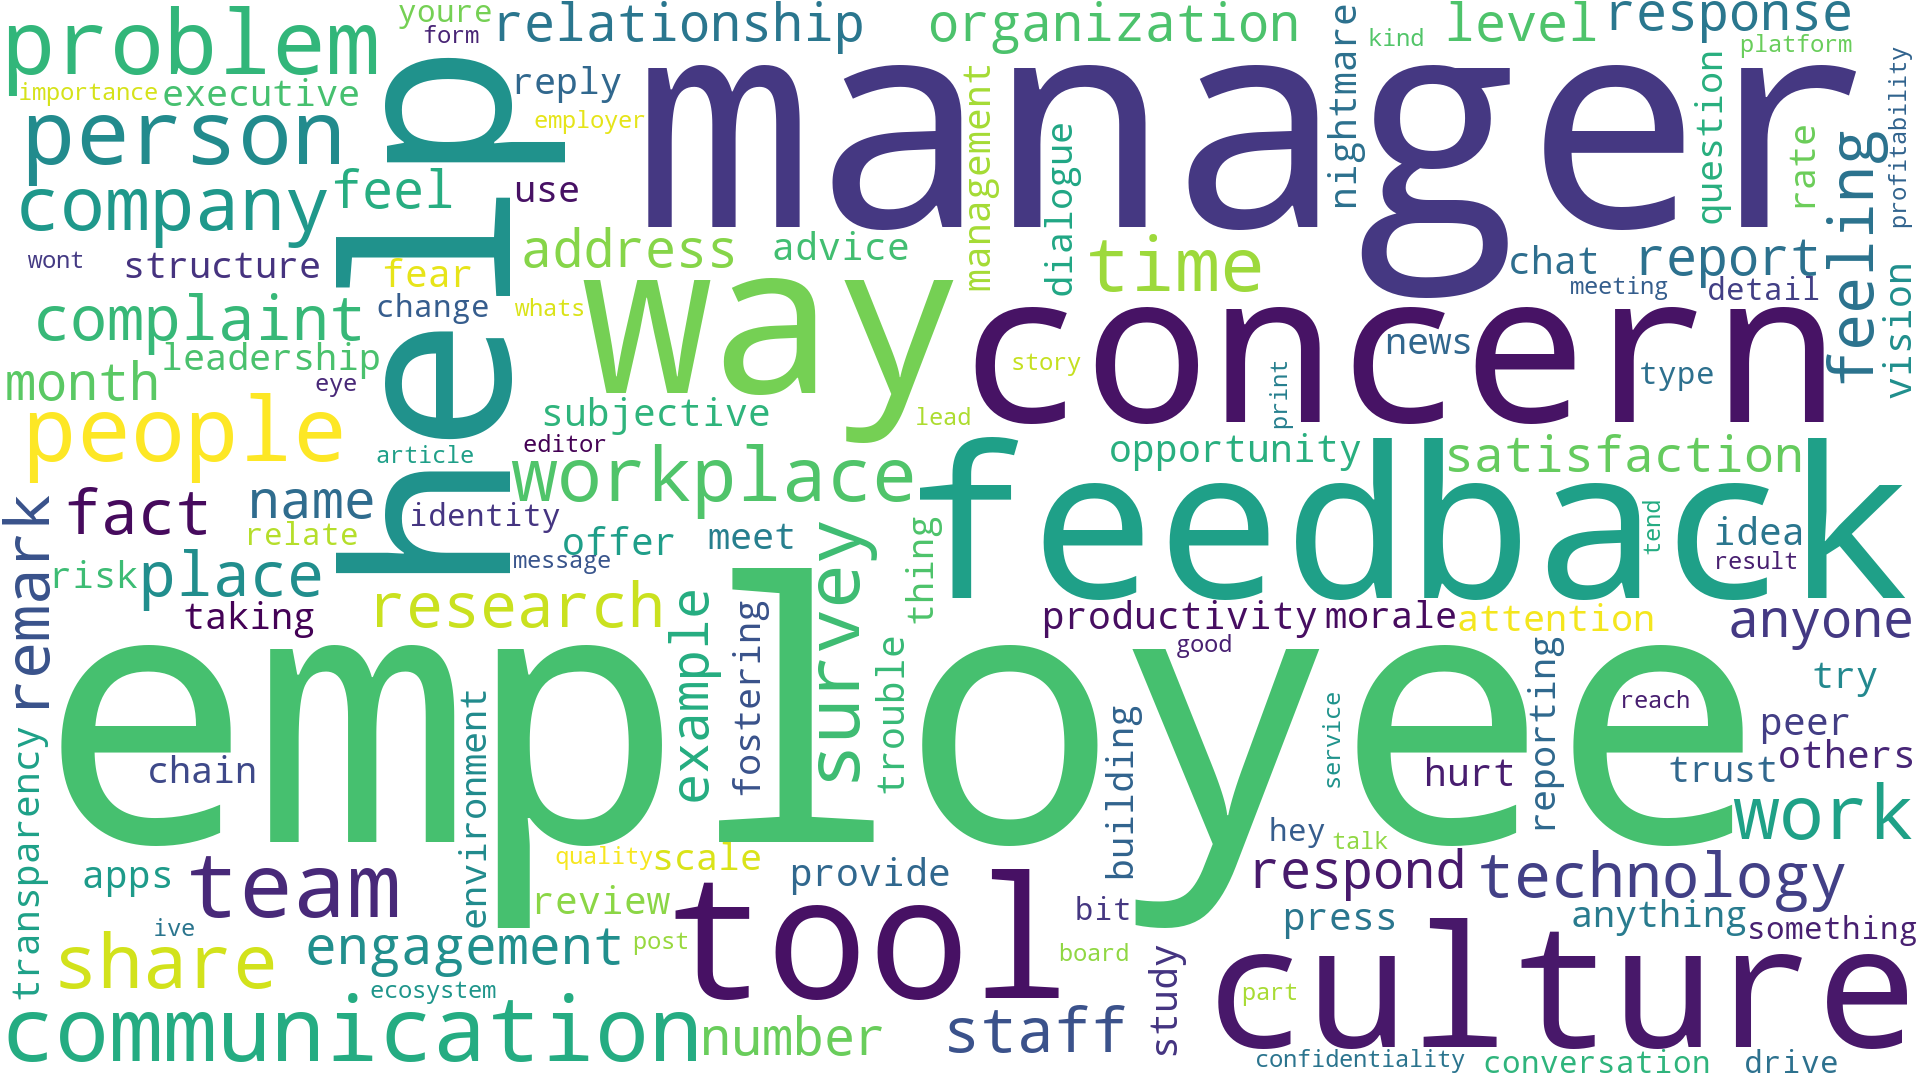 problem
youre
form
relationship
organization
kind
level
response
platform
importance
executive
help
reply
employer
manager
management
dialogue
nightmare
question
rate
profitability
person
company
feel
use
address
advice
way
time
chat
report
feeling
vision
wont
structure
fear
change
whats
meeting
detail
complaint
leadership
eye
concern
story
news
type
print
month
people
subjective
lead
article
editor
workplace
feedback
opportunity
satisfaction
remark
fact
name
relate
identity
offer
message
meet
survey
thing
tend
idea
result
risk
place
taking
research
example
fostering
trouble
productivity
morale
good
attention
anyone
employee
transparency
chain
environment
building
service
reporting
reach
try
peer
others
hurt
trust
work
hey
talk
apps
team
quality
scale
review
provide
tool
bit
respond
technology
press
anything
something
ive
share
engagement
post
ecosystem
board
study
culture
part
communication
number
staff
confidentiality
conversation
drive